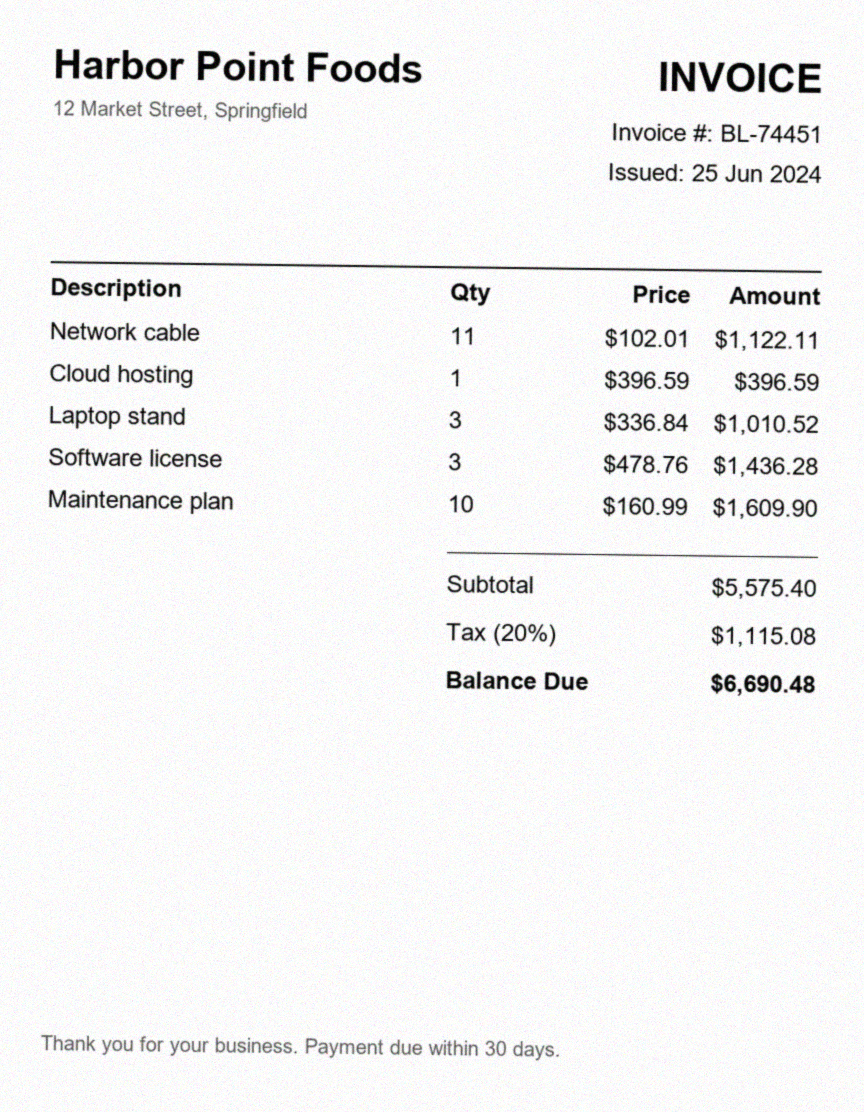 Harbor Point Foods
12 Market Street, Springfield
INVOICE
Invoice #: BL-74451
Issued: 25 Jun 2024
Description Qty Price Amount
Network cable 11 $102.01 $1,122.11
Cloud hosting 1 $396.59 $396.59
Laptop stand 3 $336.84 $1,010.52
Software license 3 $478.76 $1,436.28
Maintenance plan 10 $160.99 $1,609.90
Subtotal $5,575.40
Tax (20%) $1,115.08
Balance Due $6,690.48
Thank you for your business. Payment due within 30 days.